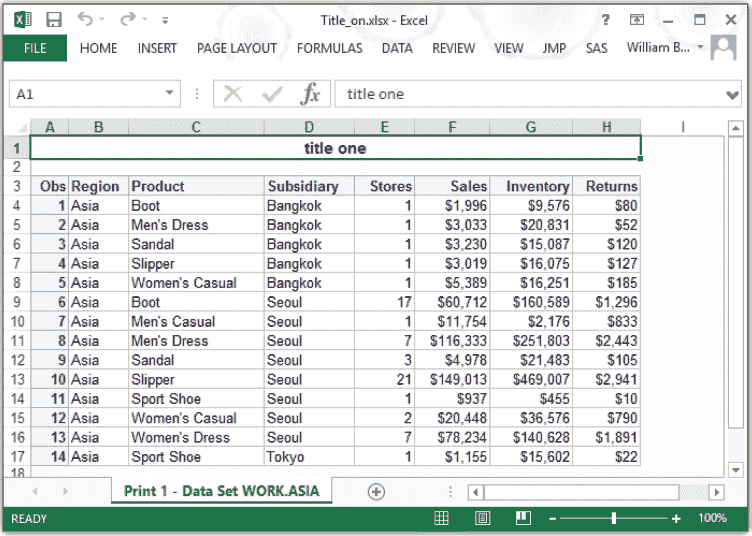 Title_on.xlsx - Excel
?
FILE HOME INSERT PAGE LAYOUT FORMULAS DATA REVIEW VIEW JMP SAS William B...
A1 fx title one
A B C D E F G H I
1 title one
2
3 Obs Region Product Subsidiary Stores Sales Inventory Returns
4 1 Asia Boot Bangkok 1 $1,996 $9,576 $80
5 2 Asia Men's Dress Bangkok 1 $3,033 $20,831 $52
6 3 Asia Sandal Bangkok 1 $3,230 $15,087 $120
7 4 Asia Slipper Bangkok 1 $3,019 $16,075 $127
8 5 Asia Women's Casual Bangkok 1 $5,389 $16,251 $185
9 6 Asia Boot Seoul 17 $60,712 $160,589 $1,296
10 7 Asia Men's Casual Seoul 1 $11,754 $2,176 $833
11 8 Asia Men's Dress Seoul 7 $116,333 $251,803 $2,443
12 9 Asia Sandal Seoul 3 $4,978 $21,483 $105
13 10 Asia Slipper Seoul 21 $149,013 $469,007 $2,941
14 11 Asia Sport Shoe Seoul 1 $937 $455 $10
15 12 Asia Women's Casual Seoul 2 $20,448 $36,576 $790
16 13 Asia Women's Dress Seoul 7 $78,234 $140,628 $1,891
17 14 Asia Sport Shoe Tokyo 1 $1,155 $15,602 $22
18
Print 1 - Data Set WORK.ASIA
READY 100%